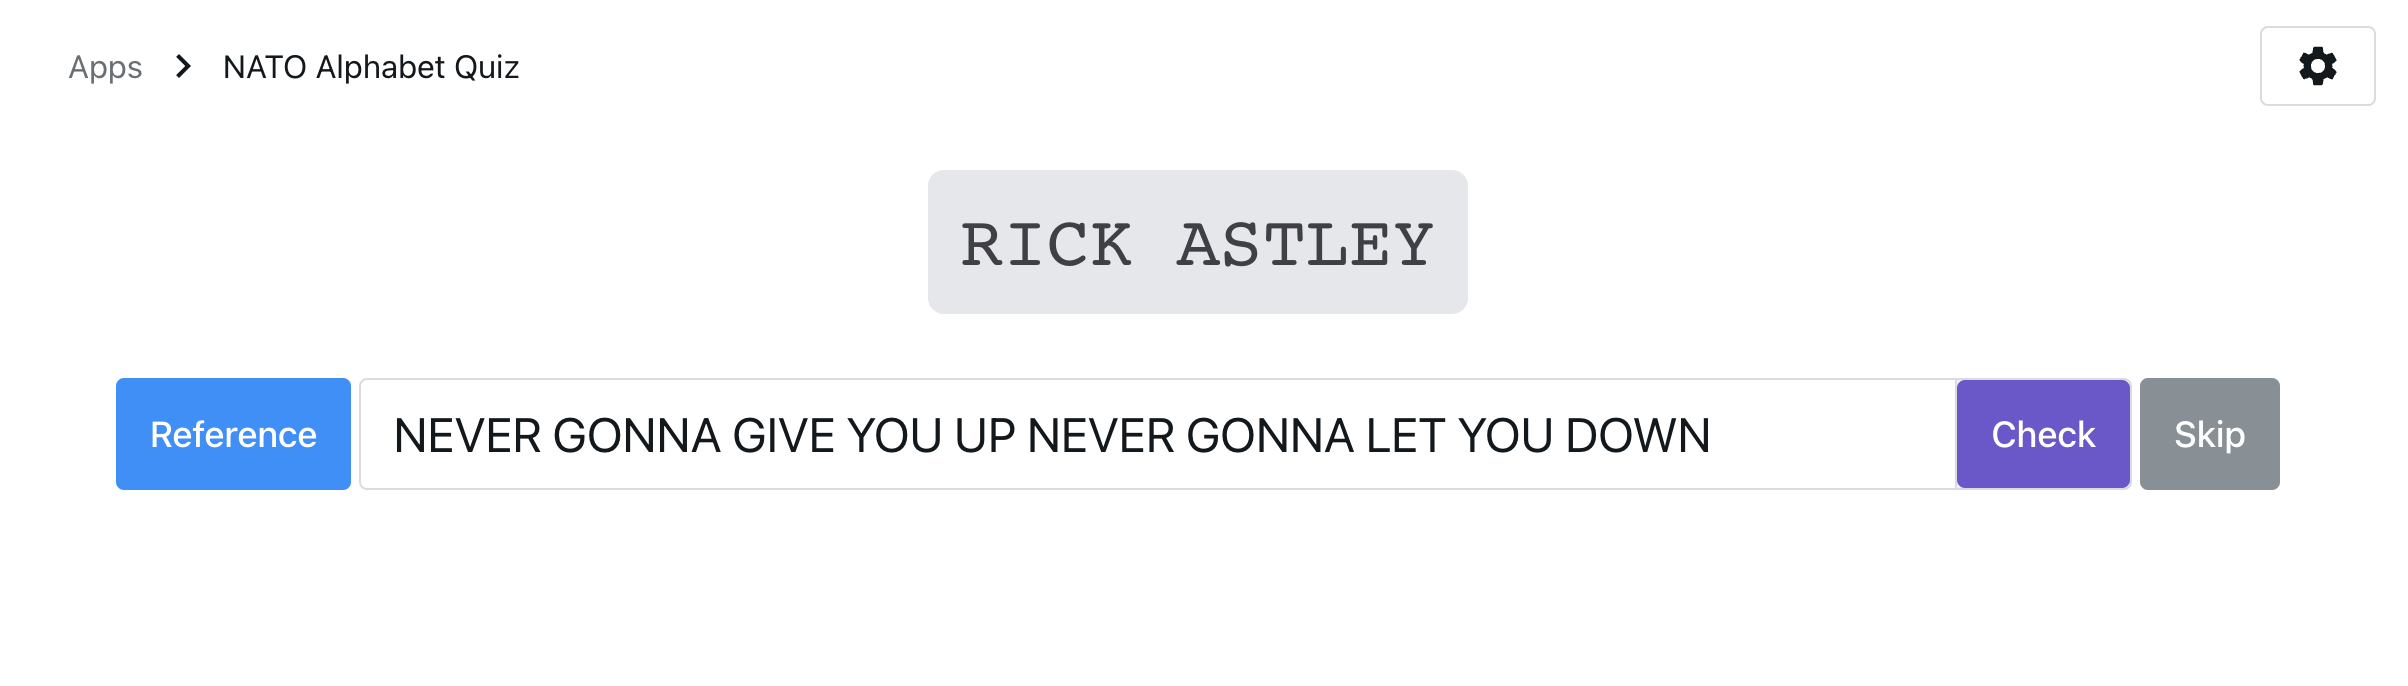 Apps > NATO Alphabet Quiz
RICK ASTLEY
Reference NEVER GONNA GIVE YOU UP NEVER GONNA LET YOU DOWN Check Skip